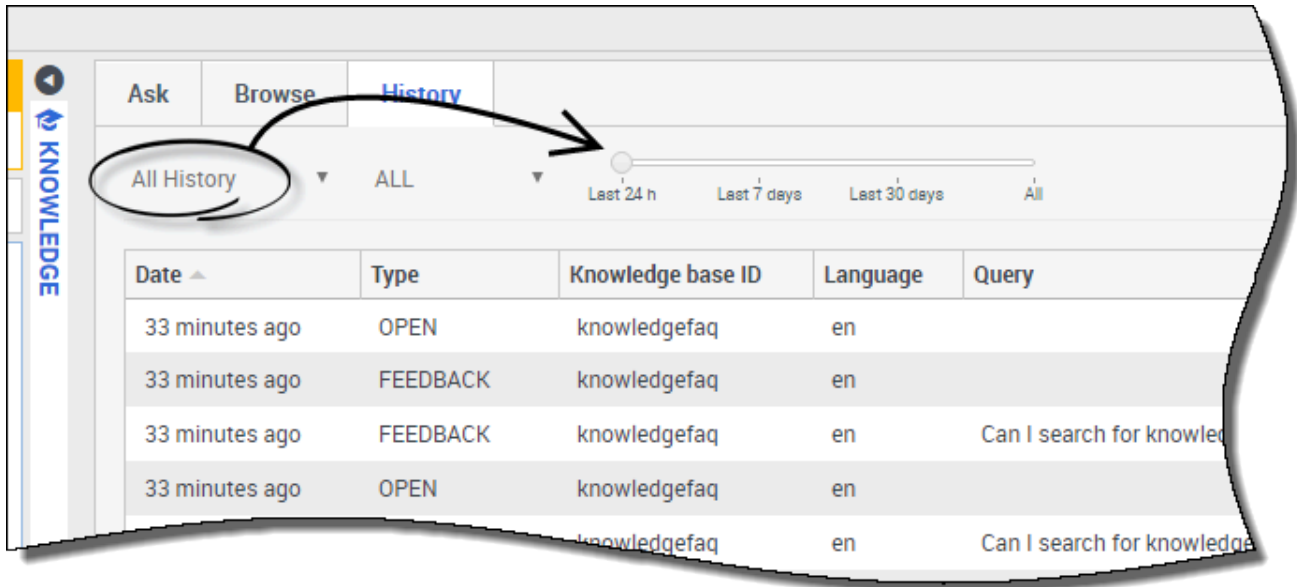 KNOWLEDGE
Ask Browse History
All History ALL
Last 24 h Last 7 days Last 30 days All
Date Type Knowledge base ID Language Query
33 minutes ago OPEN knowledgefaq en
33 minutes ago FEEDBACK knowledgefaq en
33 minutes ago FEEDBACK knowledgefaq en Can I search for
33 minutes ago OPEN knowledgefaq en
knowledgefaq en Can I search for knowledge